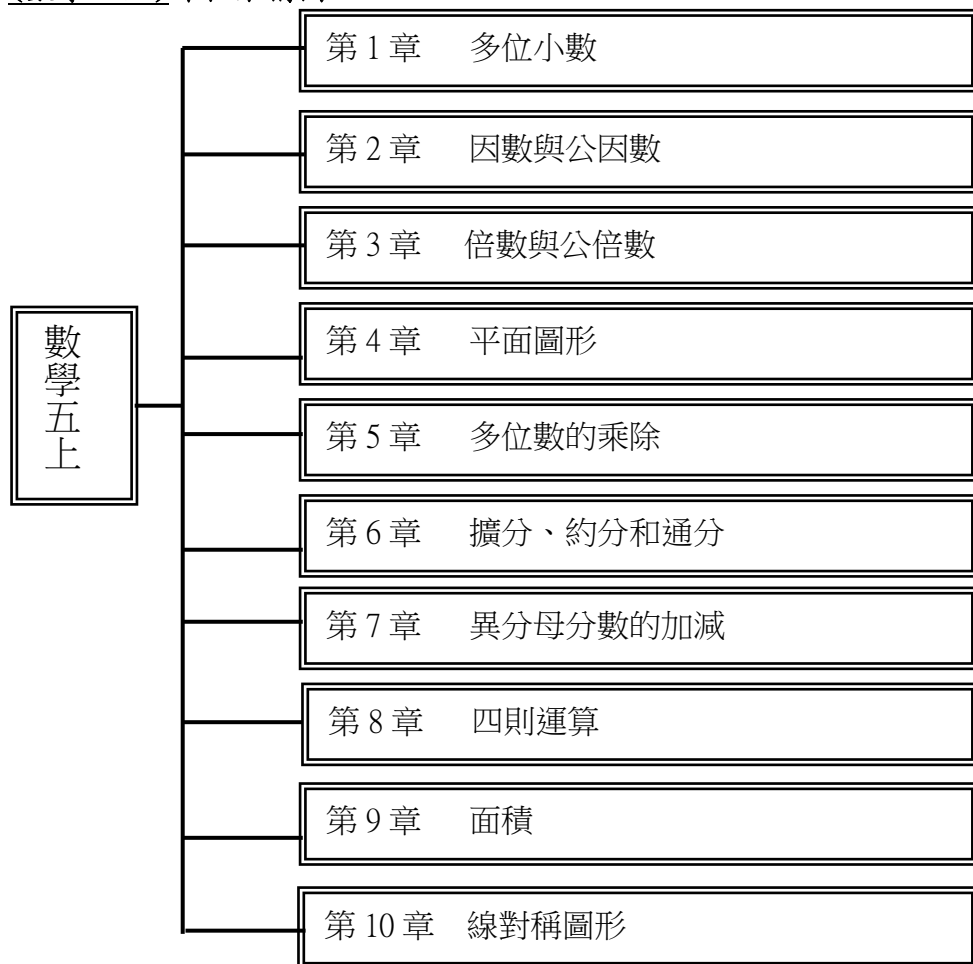 第 1 章 多位小數
第 2 章 因數與公因數
第 3 章 倍數與公倍數
數學五上
第 4 章 平面圖形
第 5 章 多位數的乘除
第 6 章 擴分、約分和通分
第 7 章 異分母分數的加減
第 8 章 四則運算
第 9 章 面積
第 10 章 線對稱圖形